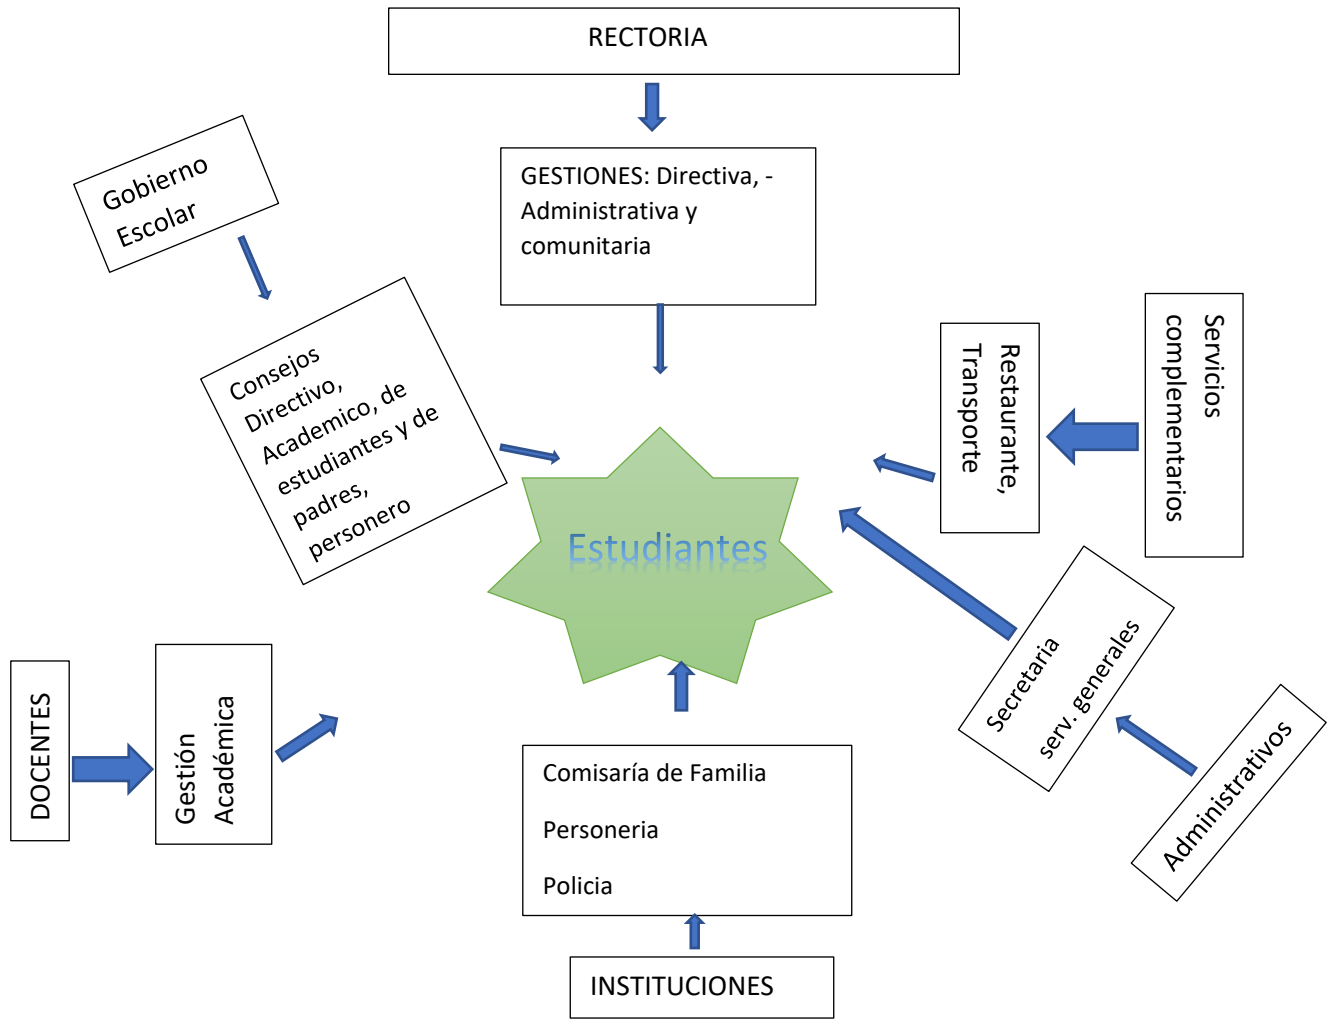 RECTORIA
GESTIONES: Directiva, -
Administrativa y
comunitaria
Gobierno
Escolar
Consejos
Directivo,
Academico, de
estudiantes y de
padres,
personero
Servicios
complementarios
Restaurante,
Transporte
Estudiantes
Secretaria
serv. generales
Administrativos
DOCENTES
Gestión
Académica
Comisaría de Familia
Personeria
Policia
INSTITUCIONES